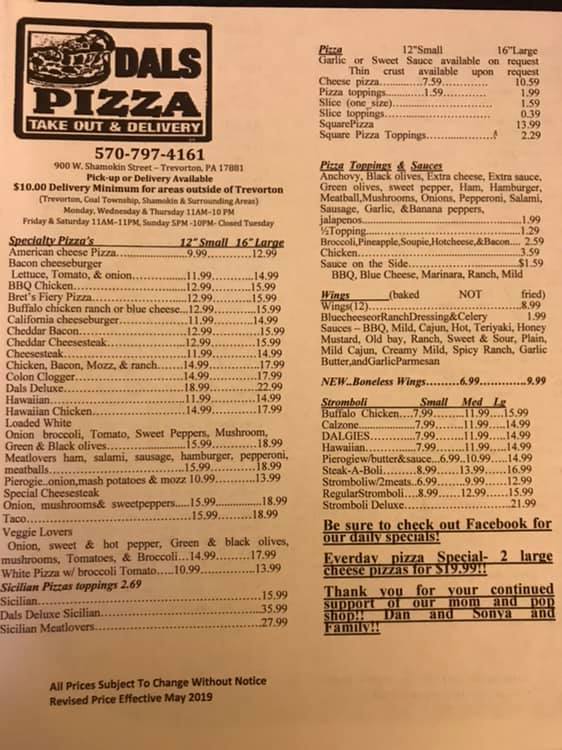 DALS
PIZZA
TAKE OUT & DELIVERY
570-797-4161
900 W. Shamokin Street – Trevorton, PA 17881
Pick-up or Delivery Available
$10.00 Delivery Minimum for areas outside of Trevorton
(Trevorton, Coal Township, Shamokin & Surrounding Areas)
Monday, Wednesday & Thursday 11AM–10 PM
Friday & Saturday 11AM–11PM, Sunday 5PM -10PM- Closed Tuesday
Specialty Pizza's 12"Small 16"Large
American cheese Pizza...............9.99...............12.99
Bacon cheeseburger
Lettuce, Tomato, & onion...............11.99...............14.99
BBQ Chicken...............12.99...............15.99
Bret's Fiery Pizza...............12.99...............15.99
Buffalo chicken ranch or blue cheese...12.99...............15.99
California cheeseburger...............11.99...............14.99
Cheddar Bacon...............12.99...............15.99
Cheddar Cheesesteak...............12.99...............15.99
Cheesesteak...............11.99...............14.99
Chicken, Bacon, Mozz, & ranch......14.99...............17.99
Colon Clogger...............14.99...............17.99
Dals Deluxe...............18.99...............22.99
Hawaiian...............11.99...............14.99
Hawaiian Chicken...............14.99...............17.99
Loaded White
Onion broccoli, Tomato, Sweet Peppers, Mushroom,
Green & Black olives...............15.99...............18.99
Meatlovers ham, salami, sausage, hamburger, pepperoni,
meatballs...............15.99...............18.99
Pierogie..onion,mash potatoes & mozz 10.99...............13.99
Special Cheesesteak
Onion, mushrooms& sweetpeppers....15.99...............18.99
Taco...............15.99...............18.99
Veggie Lovers
Onion, sweet & hot pepper, Green & black olives,
mushrooms, Tomatoes, & Broccoli...14.99.........17.99
White Pizza w/ broccoli Tomato.....10.99...............13.99
Sicilian Pizzas toppings 2.69
Sicilian...............15.99
Dals Deluxe Sicilian...............35.99
Sicilian Meatlovers...............27.99
All Prices Subject To Change Without Notice
Revised Price Effective May 2019
Pizza 12"Small 16"Large
Garlic or Sweet Sauce available on request
Thin crust available upon request
Cheese pizza...............7.59...............10.59
Pizza toppings...............1.59...............1.99
Slice (one size)...............1.59
Slice toppings...............0.39
SquarePizza 13.99
Square Pizza Toppings...............2.29
Pizza Toppings & Sauces
Anchovy, Black olives, Extra cheese, Extra sauce,
Green olives, sweet pepper, Ham, Hamburger,
Meatball,Mushrooms, Onions, Pepperoni, Salami,
Sausage, Garlic, &Banana peppers,
jalapenos...............1.99
½Topping...............1.29
Broccoli,Pineapple,Soupie,Hotcheese,&Bacon.... 2.59
Chicken...............3.59
Sauce on the Side...............$1.59
BBQ, Blue Cheese, Marinara, Ranch, Mild
Wings (baked NOT fried)
Wings(12)...............8.99
BluecheeseorRanchDressing&Celery 1.99
Sauces – BBQ, Mild, Cajun, Hot, Teriyaki, Honey
Mustard, Old bay, Ranch, Sweet & Sour, Plain,
Mild Cajun, Creamy Mild, Spicy Ranch, Garlic
Butter,andGarlicParmesan
NEW..Boneless Wings.........6.99............9.99
Stromboli Small Med Lg
Buffalo Chicken....7.99.........11.99....15.99
Calzone...............7.99......11.99....14.99
DALGIES...............7.99......11.99....14.99
Hawaiian...............7.99......11.99....14.99
Pierogiew/butter&sauce...6.99..10.99......14.99
Steak-A-Boli.........8.99......13.99......16.99
Stromboliw/2meats..6.99......9.99......12.99
RegularStromboli....8.99......12.99......15.99
Stromboli Deluxe...............21.99
Be sure to check out Facebook for
our daily specials!
Everday pizza Special- 2 large
cheese pizzas for $19.99!!
Thank you for your continued
support of our mom and pop
shop!! Dan and Sonya and
Family!!